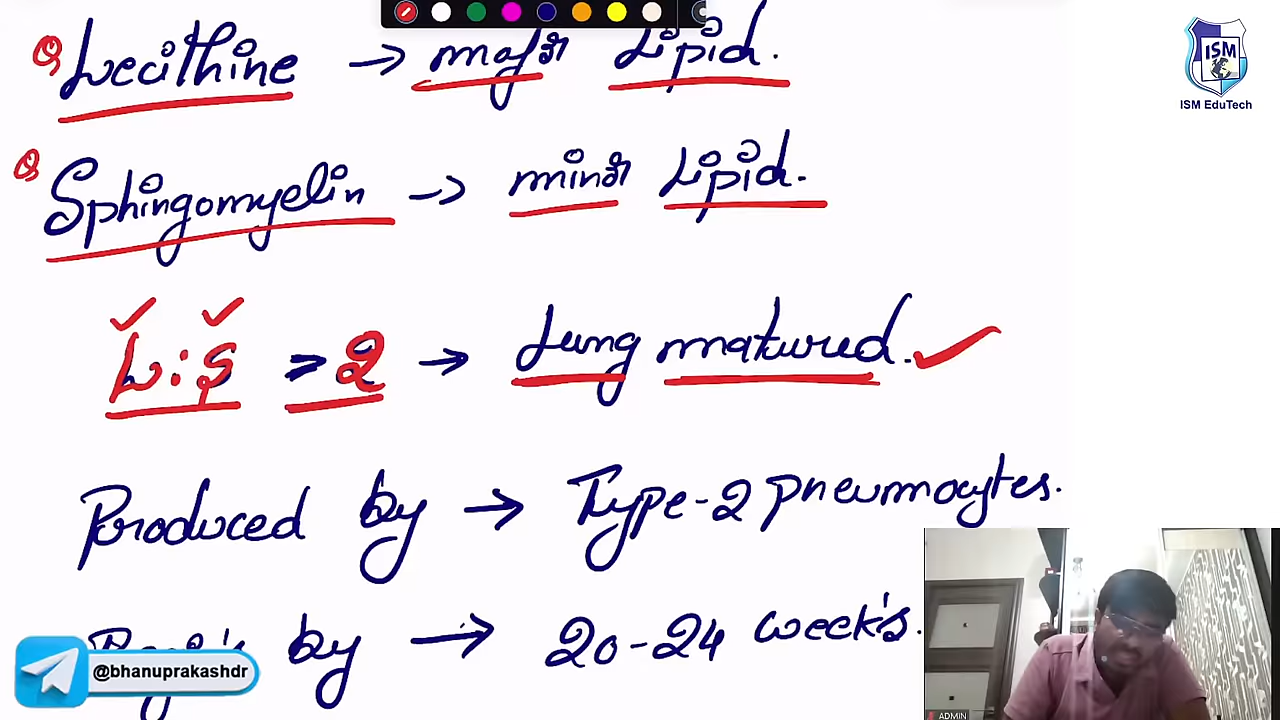 Q Lecithine → major Lipid.
ISM
ISM EduTech
Q Sphingomyelin → minor Lipid.
L:S > 2 → Lung matured.
Produced by → Type-2 pneumocytes.
by → 20-24 week's.
@bhanuprakashdr
ADMIN